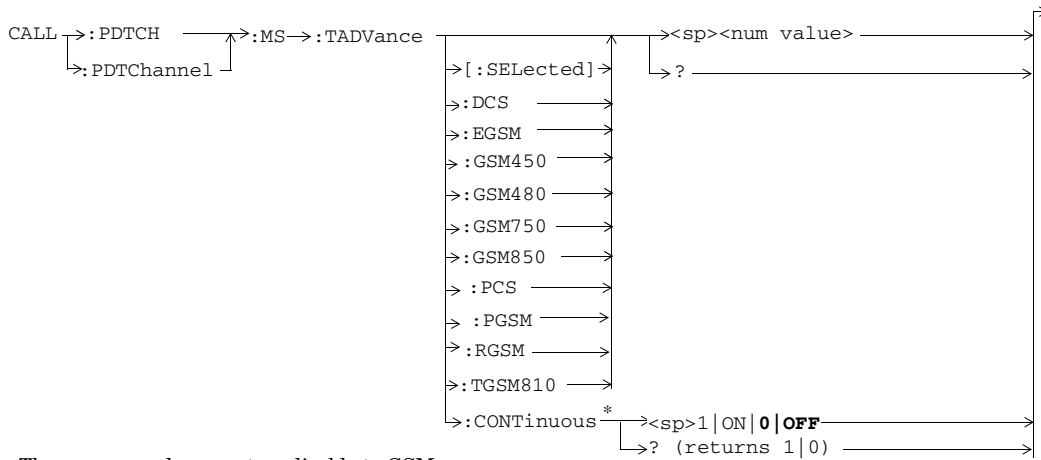 CALL :PDTCH :MS :TADVance <sp><num value>
:PDTChannel [:SELected] ?
:DCS
:EGSM
:GSM450
:GSM480
:GSM750
:GSM850
:PCS
:PGSM
:RGSM
:TGSM810
:CONTinuous * <sp>1|ON|0|OFF
? (returns 1|0)